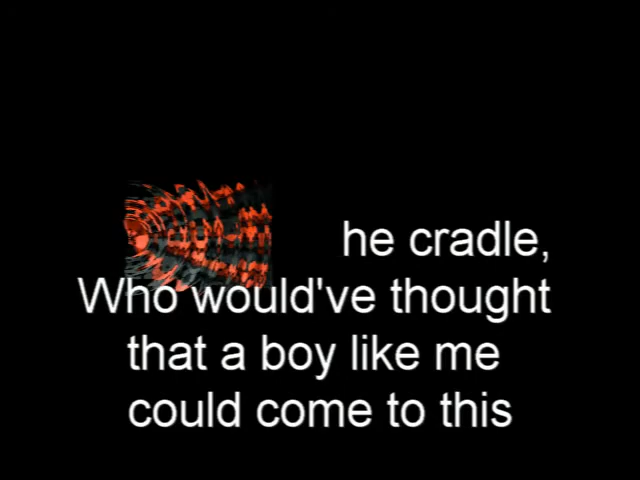 he cradle,
Who would've thought
that a boy like me
could come to this